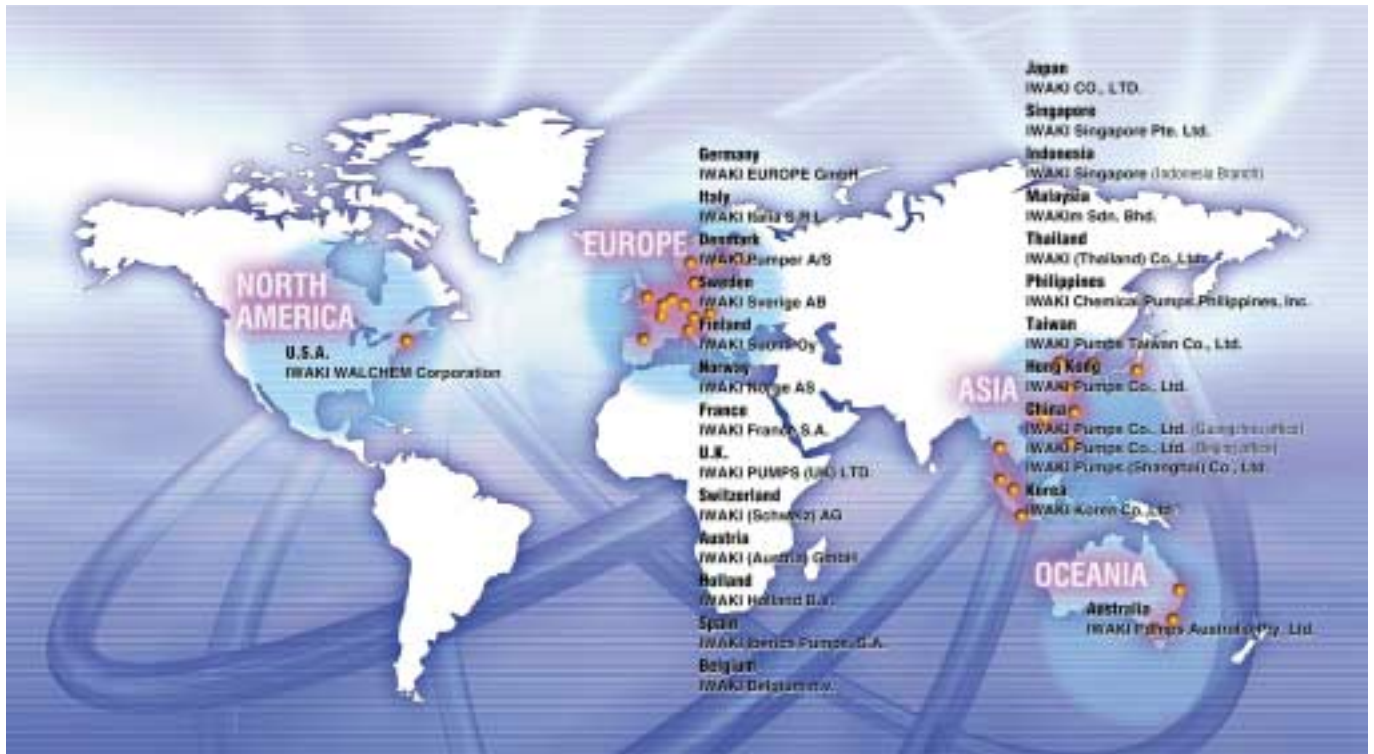 NORTH
AMERICA
U.S.A.
IWAKI WALCHEM Corporation
EUROPE
Germany
IWAKI EUROPE GmbH
Italy
IWAKI Italia S.R.L.
Denmark
IWAKI Pumper A/S
Sweden
IWAKI Sverige AB
Finland
IWAKI Suomi Oy
Norway
IWAKI Norge AS
France
IWAKI France S.A.
U.K.
IWAKI PUMPS (UK) LTD.
Switzerland
IWAKI (Schweiz) AG
Austria
IWAKI (Austria) GmbH
Holland
IWAKI Holland B.V.
Spain
IWAKI Iberica Pumps, S.A.
Belgium
IWAKI Belgium n.v.
ASIA
Japan
IWAKI CO., LTD.
Singapore
IWAKI Singapore Pte. Ltd.
Indonesia
IWAKI Singapore (Indonesia Branch)
Malaysia
IWAKIm Sdn. Bhd.
Thailand
IWAKI (Thailand) Co., Ltd.
Philippines
IWAKI Chemical Pumps Philippines, Inc.
Taiwan
IWAKI Pumps Taiwan Co., Ltd.
Hong Kong
IWAKI Pumps Co., Ltd.
China
IWAKI Pumps Co., Ltd. (Guangzhou office)
IWAKI Pumps Co., Ltd. (Beijing office)
IWAKI Pumps (Shanghai) Co., Ltd.
Korea
IWAKI Korea Co., Ltd.
OCEANIA
Australia
IWAKI Pumps Australia Pty. Ltd.